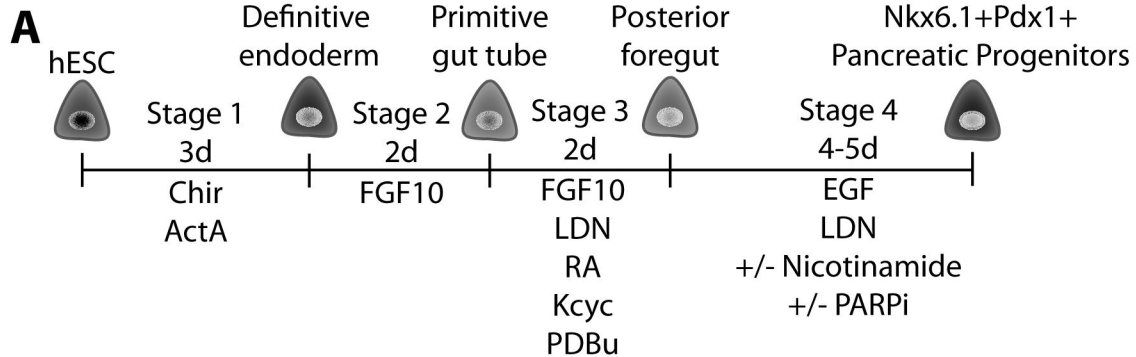 A
hESC
Definitive
endoderm
Primitive
gut tube
Posterior
foregut
Nkx6.1+Pdx1+
Pancreatic Progenitors
Stage 1
3d
Stage 2
2d
Stage 3
2d
Stage 4
4-5d
Chir
ActA
FGF10
FGF10
LDN
RA
Kcyc
PDBu
EGF
LDN
+/- Nicotinamide
+/- PARPi